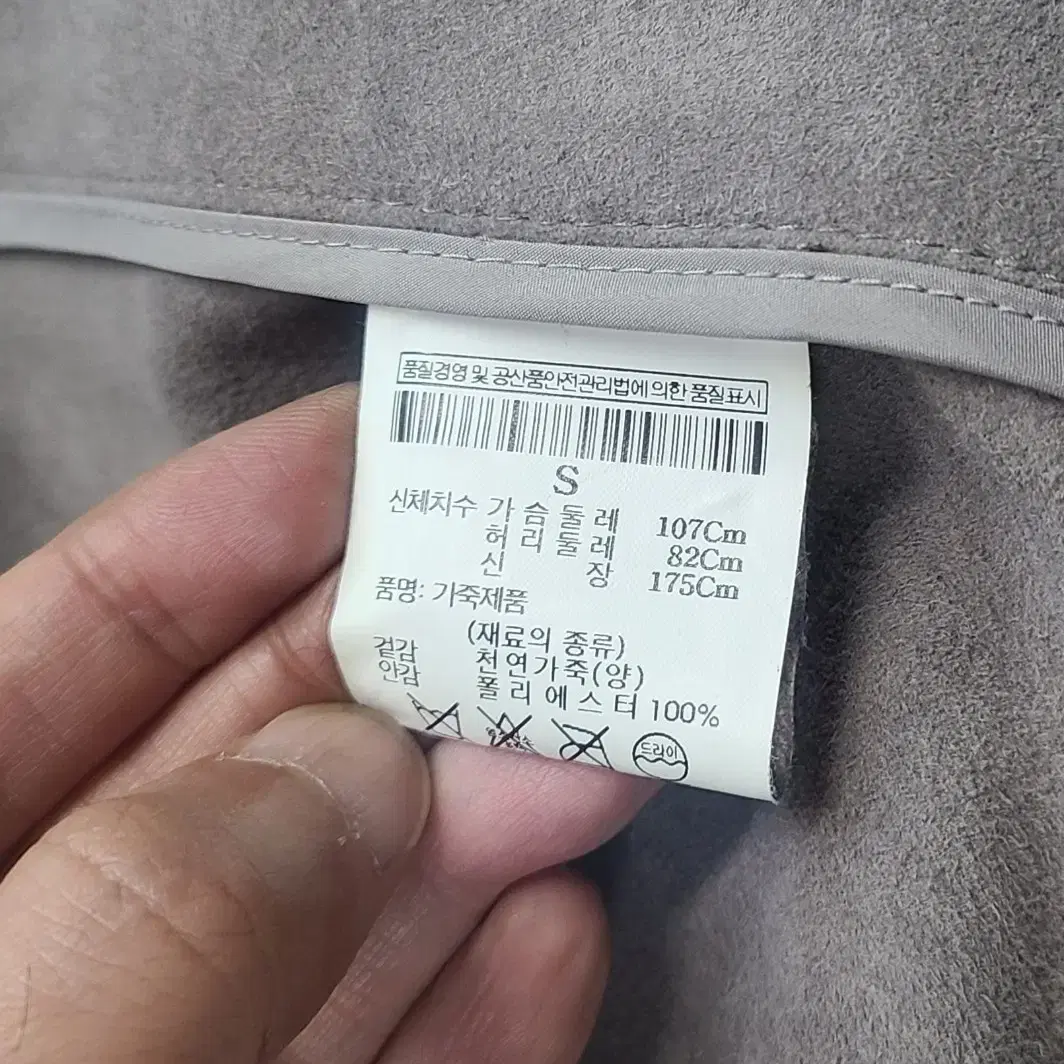 품질경영 및 공산품안전관리법에 의한 품질표시
S
신체치수 가슴둘레 107Cm
허리둘레 82Cm
신장 175Cm
품명: 가죽제품
(재료의 종류)
겉감 천연가죽(양)
안감 폴리에스터 100%
드라이